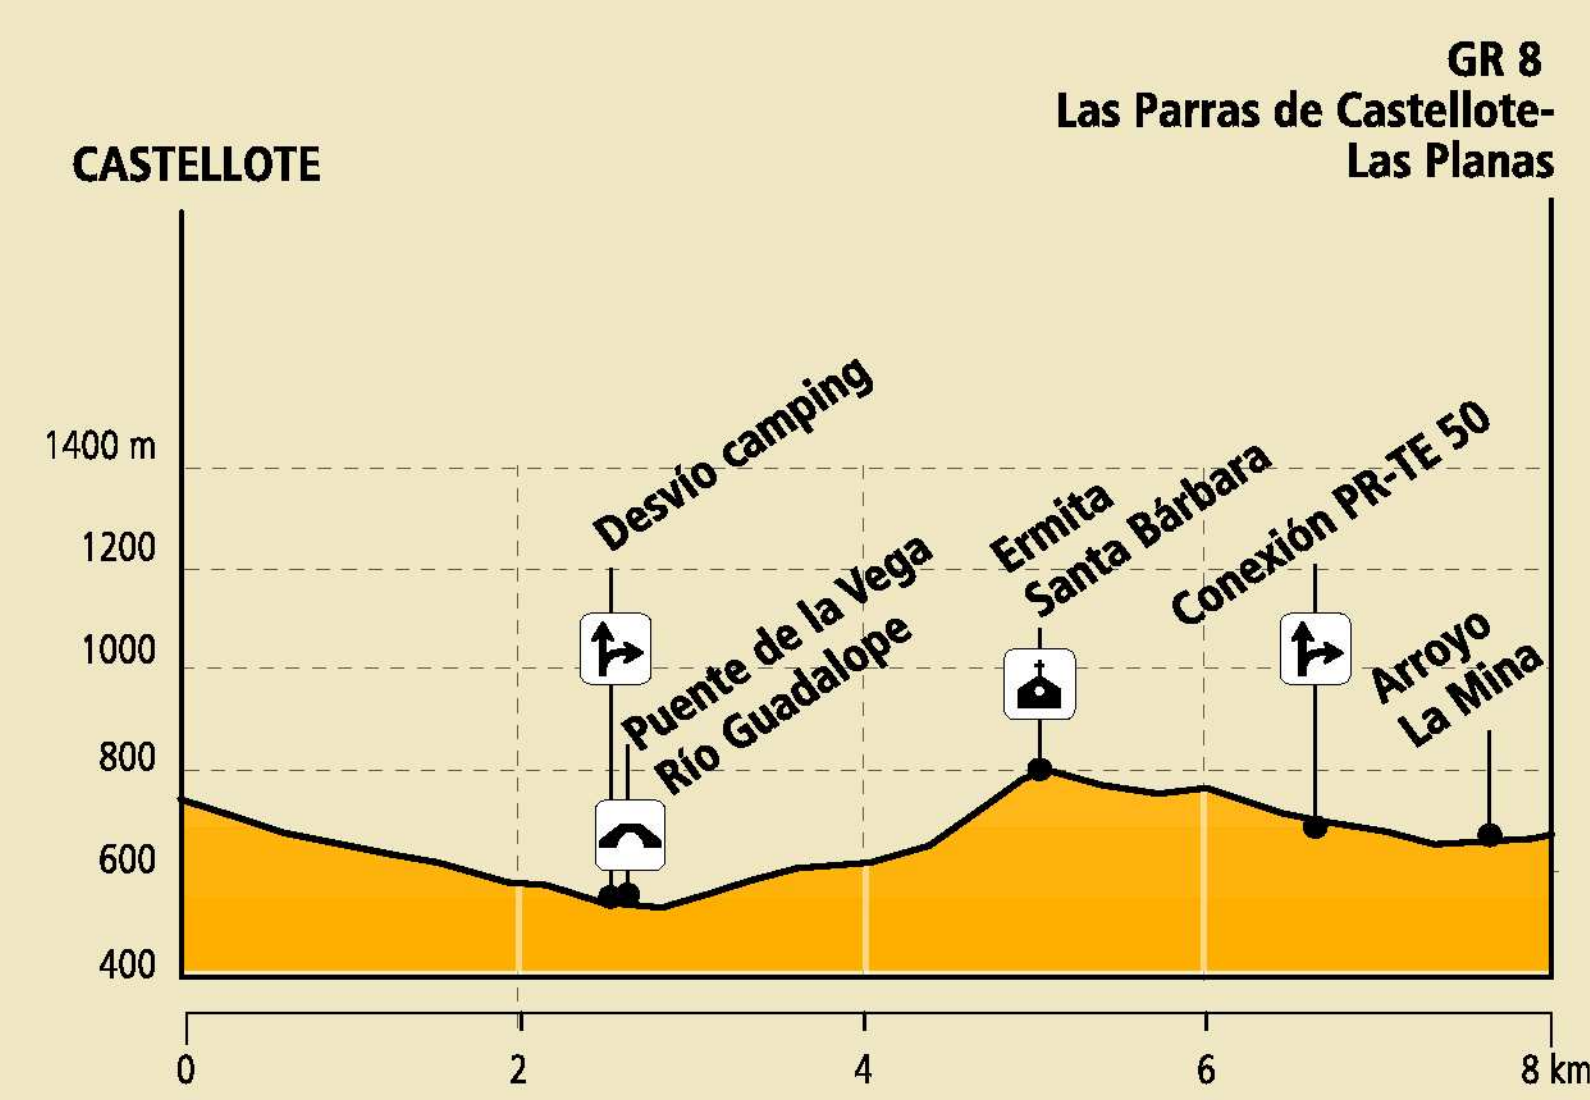 GR 8
Las Parras de Castellote-
Las Planas
CASTELLOTE
Desvío camping
Puente de la Vega
Río Guadalope
Ermita
Santa Bárbara
Conexión PR-TE 50
Arroyo
La Mina
1400 m
1200
1000
800
600
400
0 2 4 6 8 km